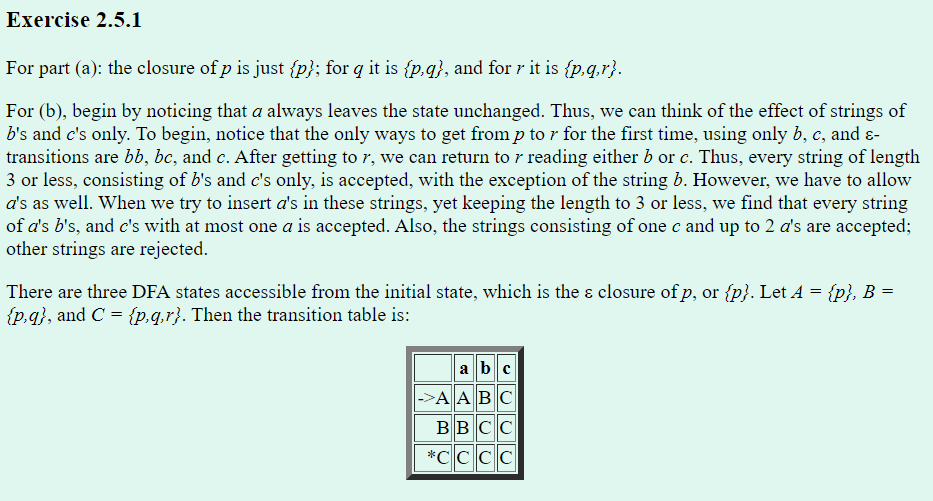 Exercise 2.5.1
For part (a): the closure of p is just {p}; for q it is {p,q}, and for r it is {p,q,r}.
For (b), begin by noticing that a always leaves the state unchanged. Thus, we can think of the effect of strings of
b's and c's only. To begin, notice that the only ways to get from p to r for the first time, using only b, c, and ε-
transitions are bb, bc, and c. After getting to r, we can return to r reading either b or c. Thus, every string of length
3 or less, consisting of b's and c's only, is accepted, with the exception of the string b. However, we have to allow
a's as well. When we try to insert a's in these strings, yet keeping the length to 3 or less, we find that every string
of a's b's, and c's with at most one a is accepted. Also, the strings consisting of one c and up to 2 a's are accepted;
other strings are rejected.
There are three DFA states accessible from the initial state, which is the ε closure of p, or {p}. Let A = {p}, B =
{p,q}, and C = {p,q,r}. Then the transition table is:
a b c
->A A B C
B B C C
*C C C C